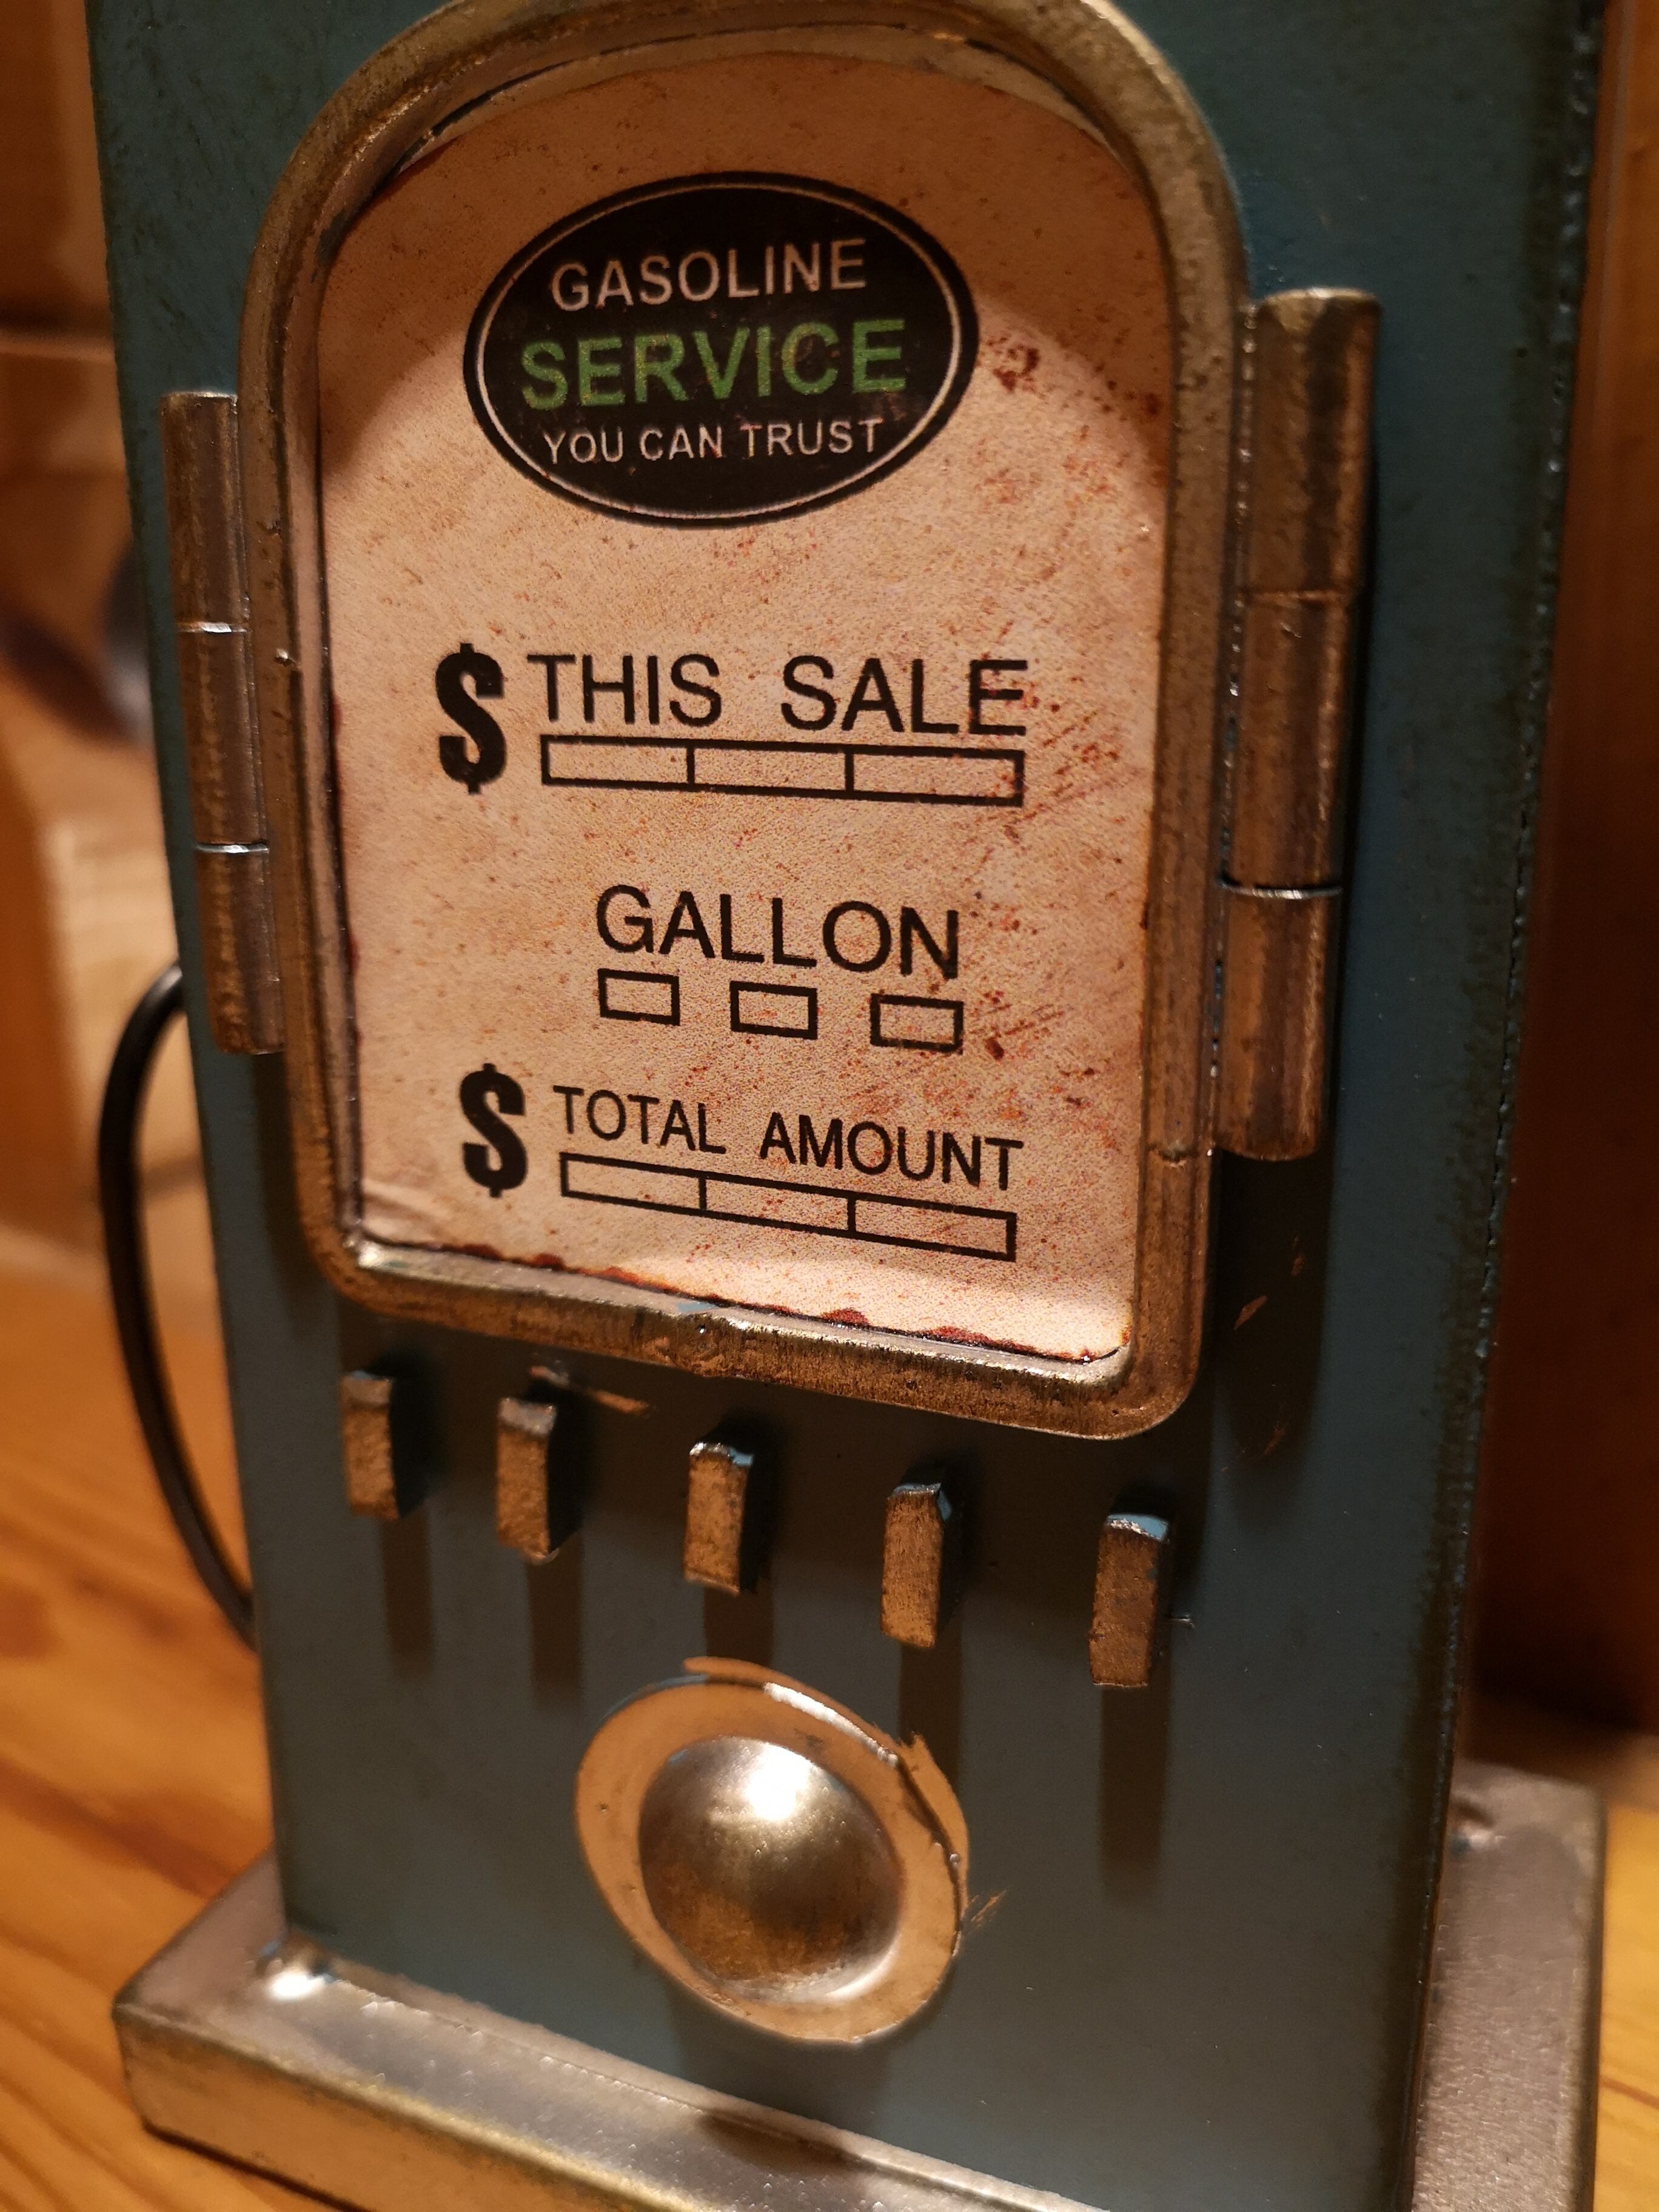 GASOLINE
SERVICE
YOU CAN TRUST
$ THIS SALE
GALLON
$ TOTAL AMOUNT